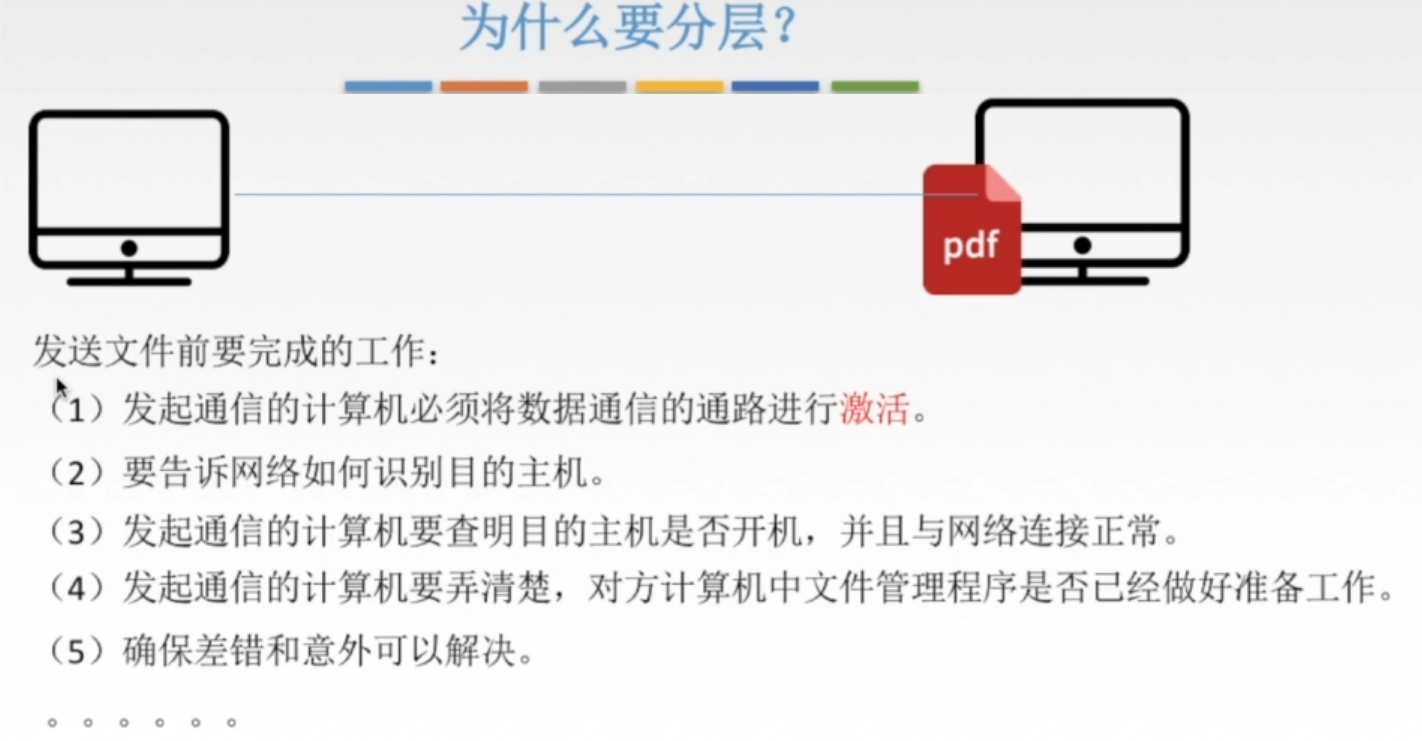 为什么要分层？
pdf
发送文件前要完成的工作：
（1）发起通信的计算机必须将数据通信的通路进行激活。
（2）要告诉网络如何识别目的主机。
（3）发起通信的计算机要查明目的主机是否开机，并且与网络连接正常。
（4）发起通信的计算机要弄清楚，对方计算机中文件管理程序是否已经做好准备工作。
（5）确保差错和意外可以解决。
。。。。。。